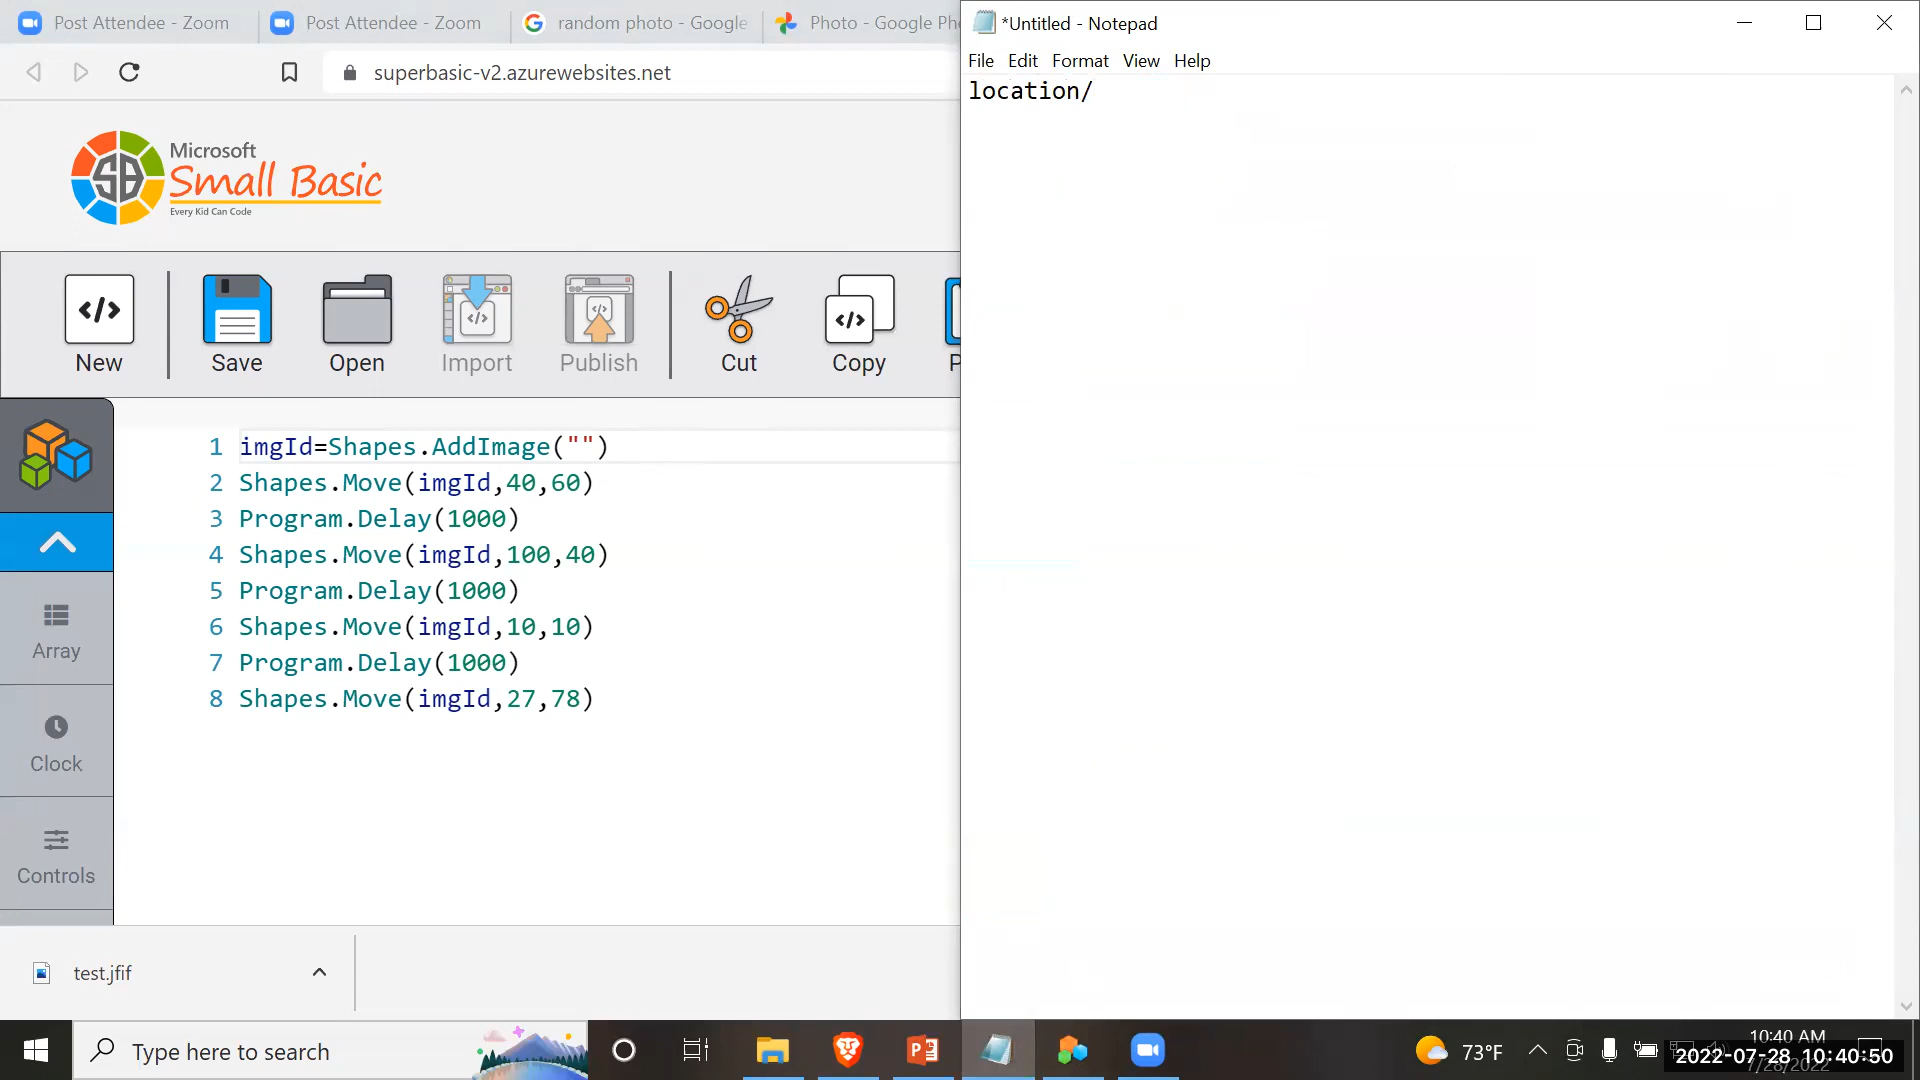 Post Attendee - Zoom
Post Attendee - Zoom
random photo - Google
Photo - Google Pho
superbasic-v2.azurewebsites.net
SB
Microsoft
Small Basic
Every Kid Can Code
New
Save
Open
Import
Publish
Cut
Copy
P
1 imgId=Shapes.AddImage("")
2 Shapes.Move(imgId,40,60)
3 Program.Delay(1000)
4 Shapes.Move(imgId,100,40)
5 Program.Delay(1000)
6 Shapes.Move(imgId,10,10)
7 Program.Delay(1000)
8 Shapes.Move(imgId,27,78)
Array
Clock
Controls
test.jfif
*Untitled - Notepad
File Edit Format View Help
location/
Type here to search
73°F
10:40 AM
7/28/2022
2022-07-28 10:40:50